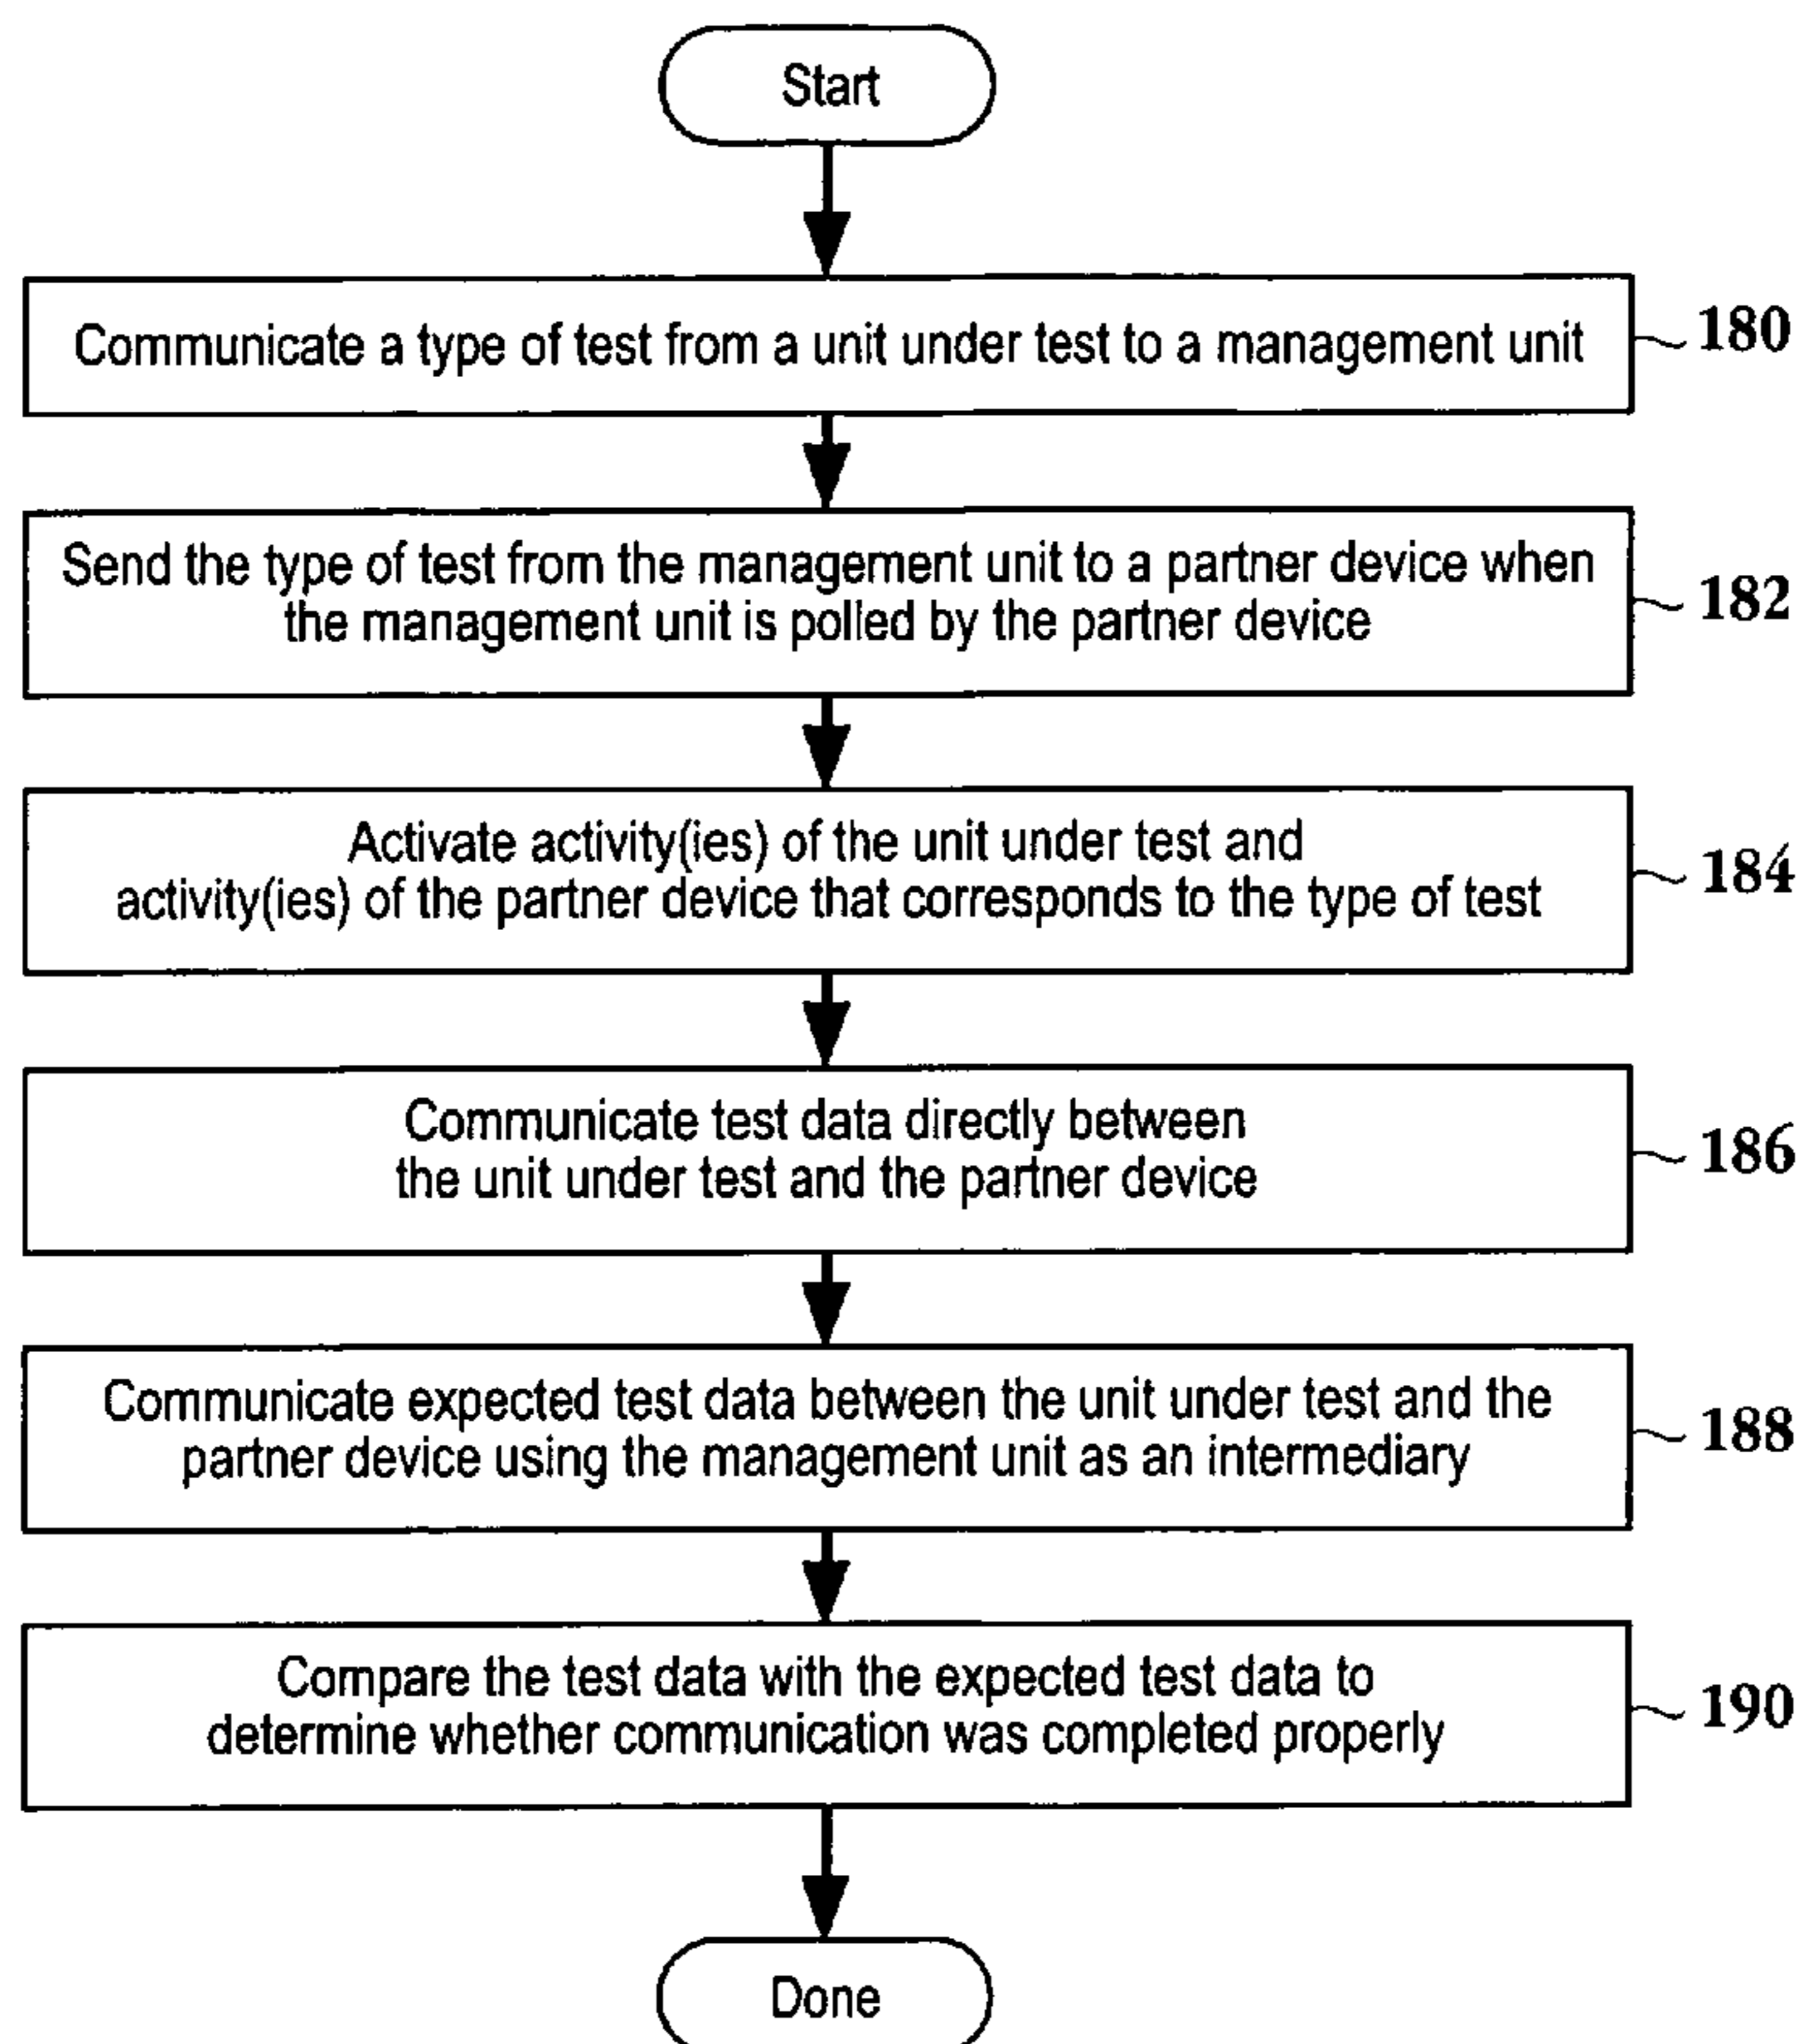 Start
Communicate a type of test from a unit under test to a management unit
180
Send the type of test from the management unit to a partner device when
the management unit is polled by the partner device
182
Activate activity(ies) of the unit under test and
activity(ies) of the partner device that corresponds to the type of test
184
Communicate test data directly between
the unit under test and the partner device
186
Communicate expected test data between the unit under test and the
partner device using the management unit as an intermediary
188
Compare the test data with the expected test data to
determine whether communication was completed properly
190
Done